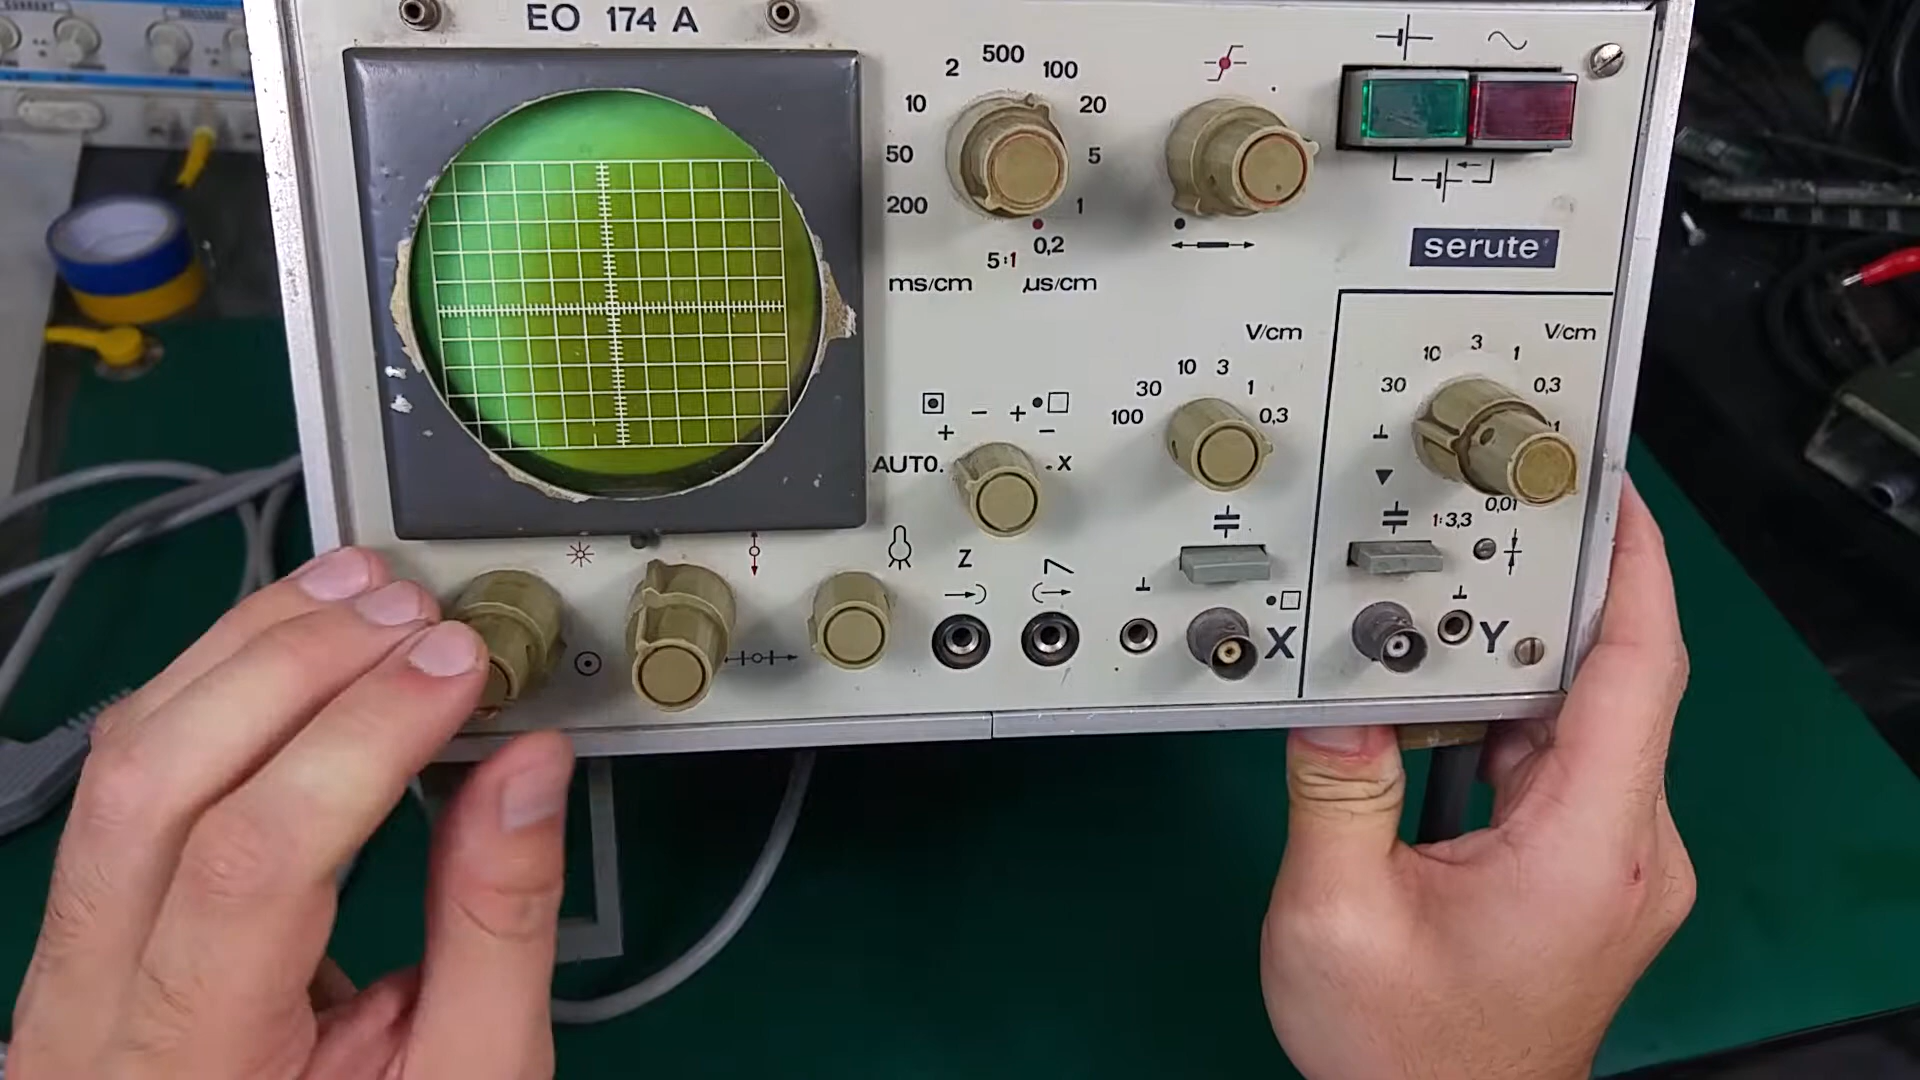 EO 174 A
2 500 100
10 20
50 5
200 1
0,2
5:1
ms/cm µs/cm
serute
V/cm
10 3
30 1
100 0,3
V/cm
10 3 1
30 0,3
0,01
1:3,3
- +
+ -
AUTO. X
Z
X
Y